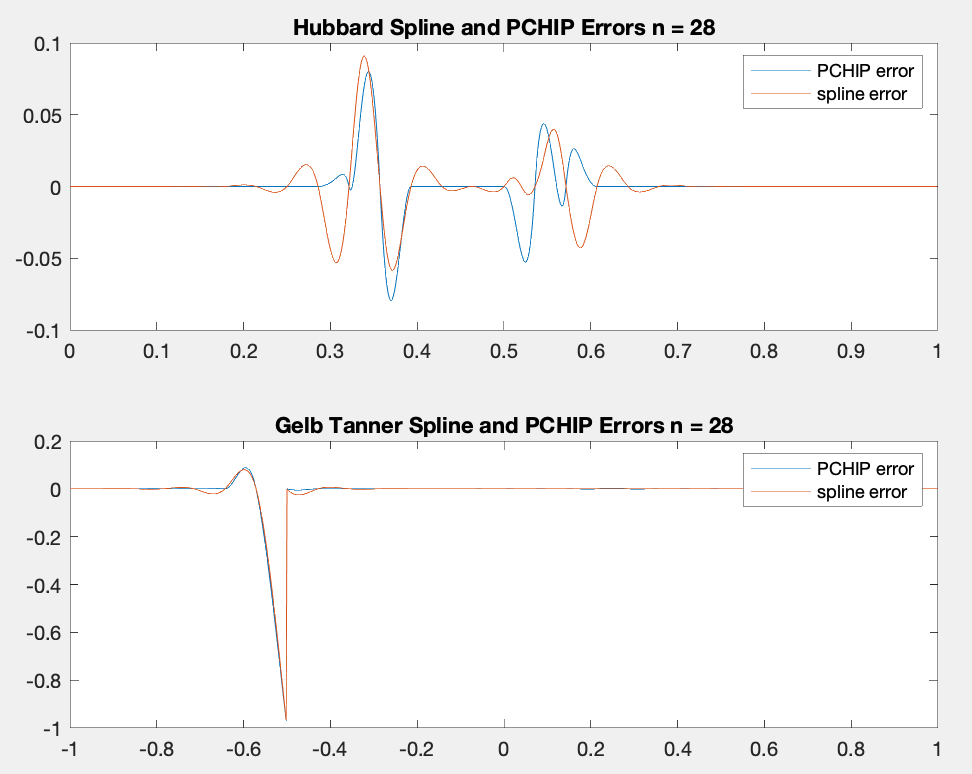 Hubbard Spline and PCHIP Errors n = 28
0.1
0.05
0
-0.05
-0.1
PCHIP error
spline error
0 0.1 0.2 0.3 0.4 0.5 0.6 0.7 0.8 0.9 1
Gelb Tanner Spline and PCHIP Errors n = 28
0.2
0
-0.2
-0.4
-0.6
-0.8
-1
PCHIP error
spline error
-1 -0.8 -0.6 -0.4 -0.2 0 0.2 0.4 0.6 0.8 1